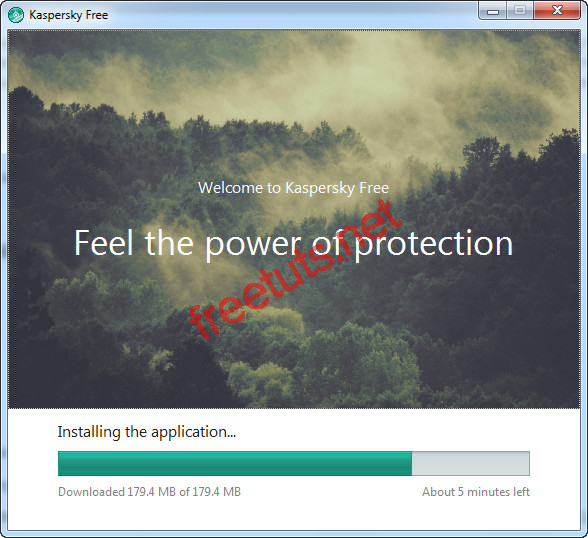 Kaspersky Free
Welcome to Kaspersky Free
Feel the power of protection
freetuts.net
Installing the application...
Downloaded 179.4 MB of 179.4 MB
About 5 minutes left